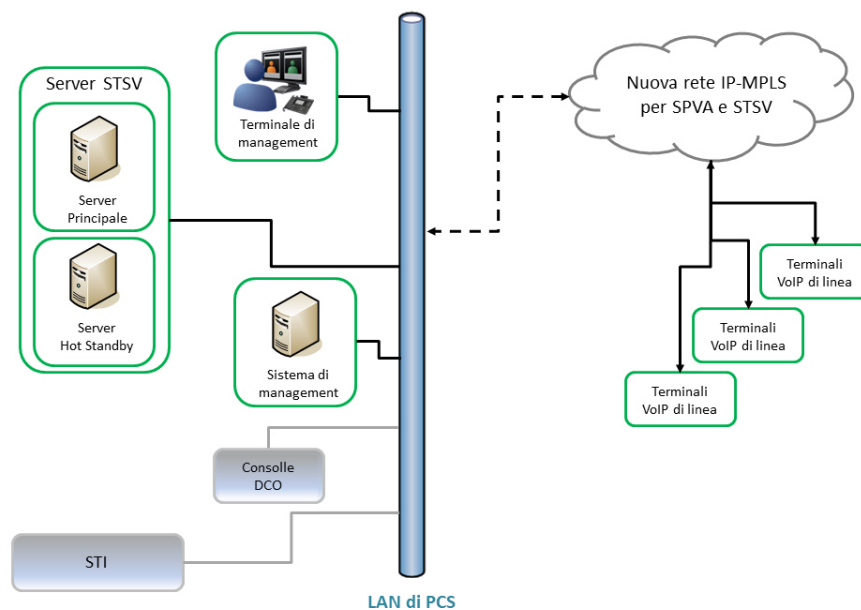 Server STSV
Server
Principale
Server
Hot Standby
Terminale di
management
Sistema di
management
Consolle
DCO
STI
LAN di PCS
Nuova rete IP-MPLS
per SPVA e STSV
Terminali
VoIP di linea
Terminali
VoIP di linea
Terminali
VoIP di linea